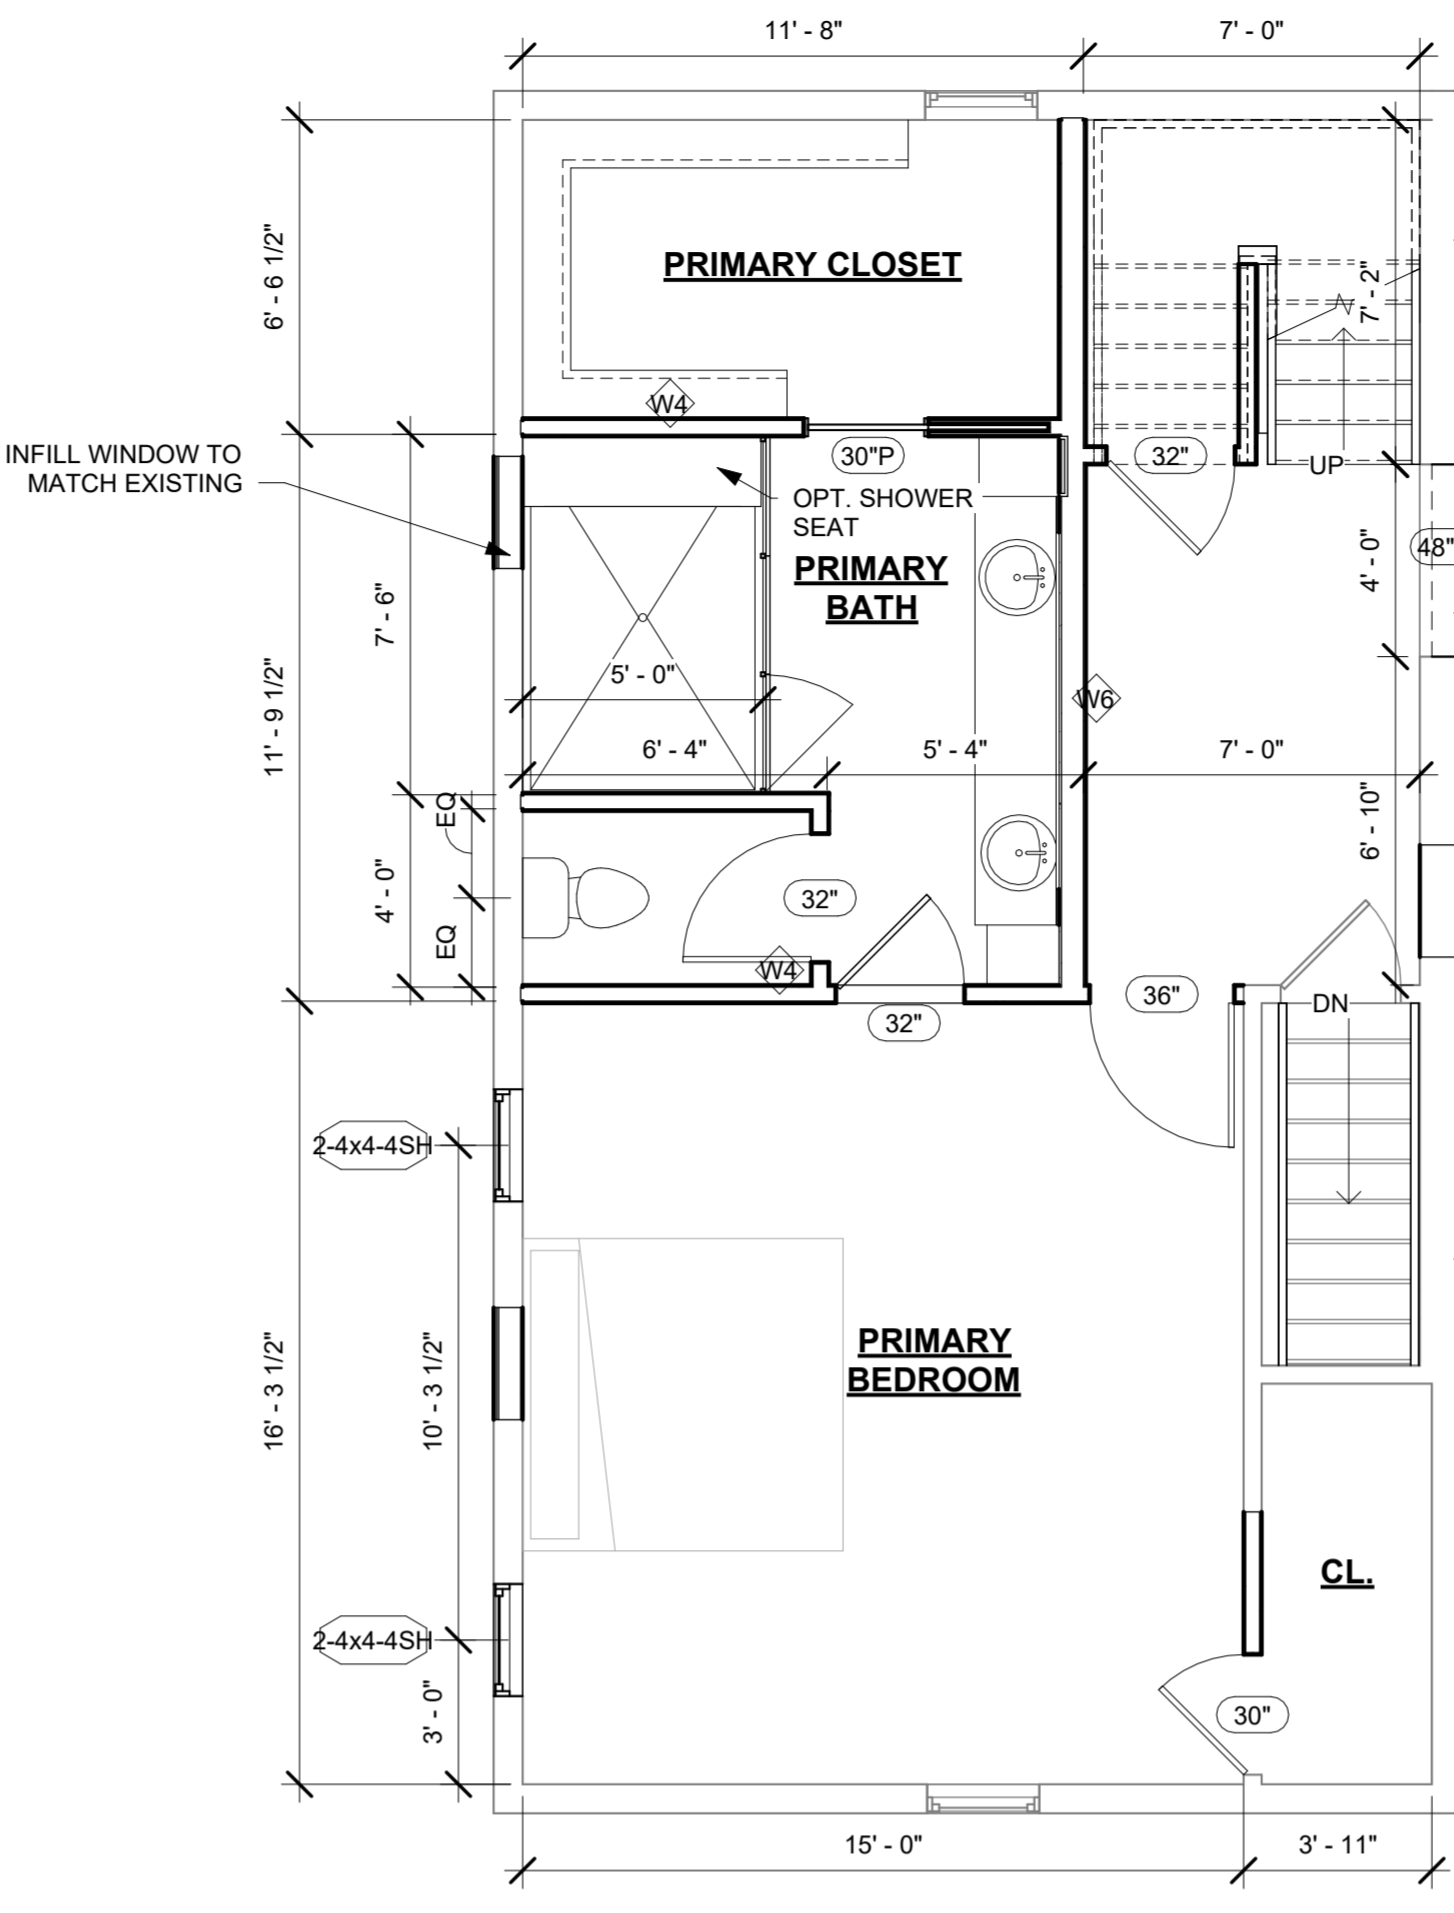 11' - 8"
7' - 0"
6' - 6 1/2"
PRIMARY CLOSET
7' - 2"
W4
INFILL WINDOW TO
MATCH EXISTING
30"P
32"
UP
OPT. SHOWER
SEAT
48"
4' - 0"
PRIMARY
BATH
7' - 6"
5' - 0"
11' - 9 1/2"
W6
6' - 4"
5' - 4"
7' - 0"
EQ
6' - 10"
4' - 0"
32"
EQ
W4
36"
DN
32"
2-4x4-4SH
PRIMARY
BEDROOM
16' - 3 1/2"
10' - 3 1/2"
CL.
2-4x4-4SH
3' - 0"
30"
15' - 0"
3' - 11"